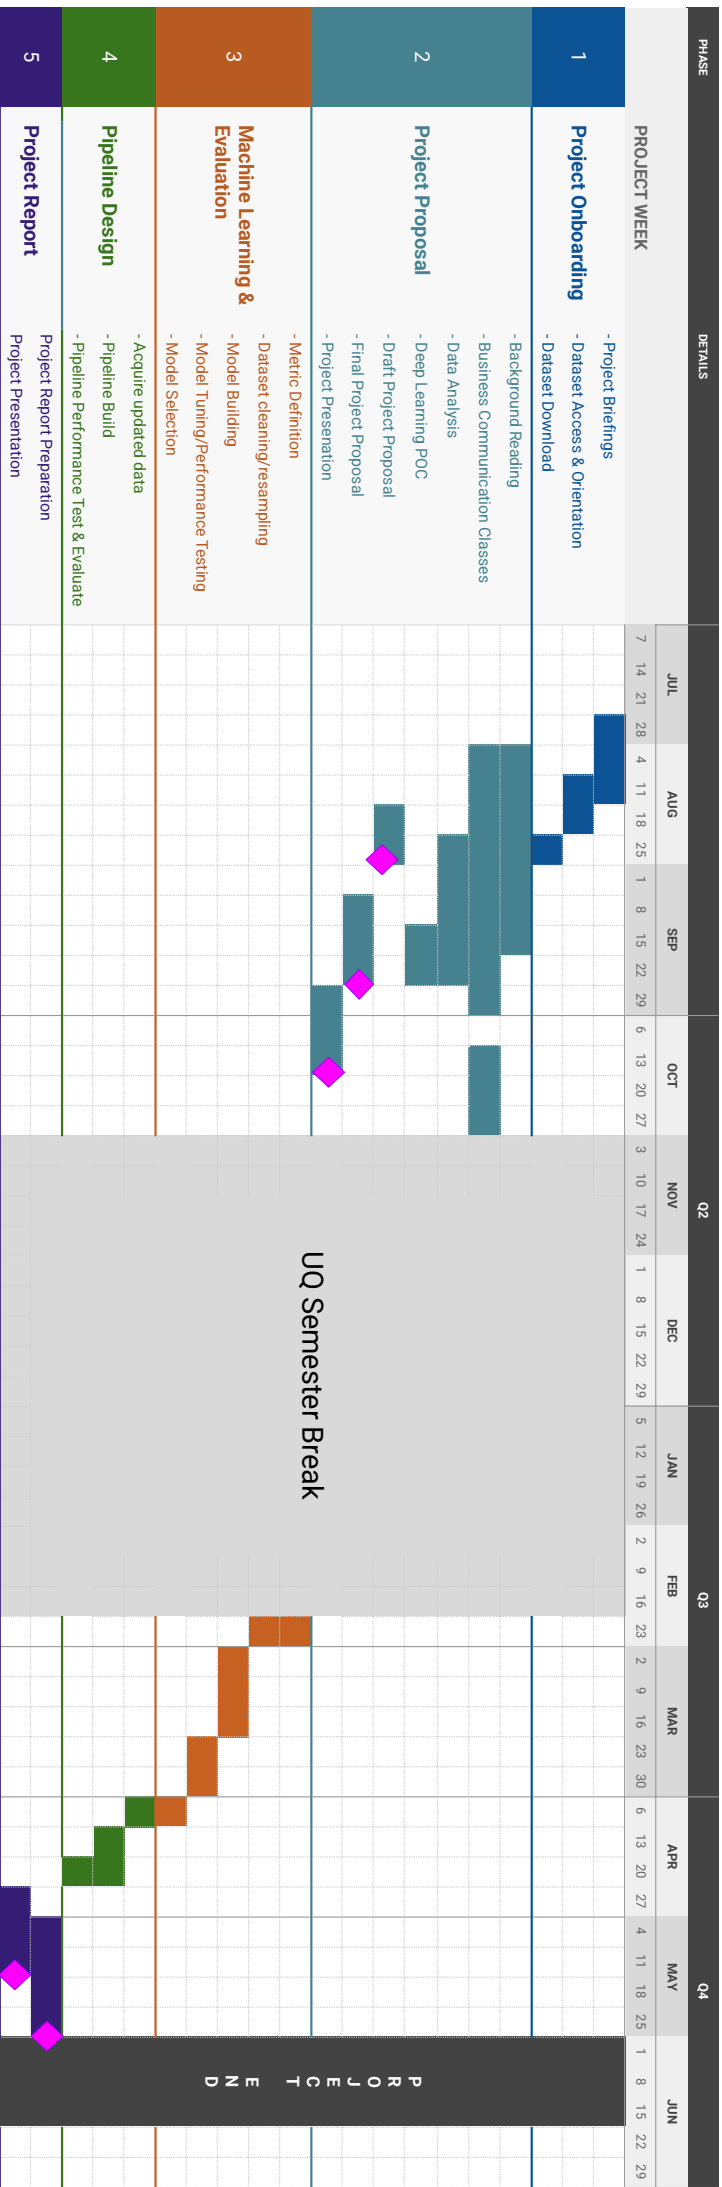 PHASE DETAILS Q2 Q3 Q4
JUL AUG SEP OCT NOV DEC JAN FEB MAR APR MAY JUN
PROJECT WEEK 7 14 21 28 4 11 18 25 1 8 15 22 29 6 13 20 27 3 10 17 24 1 8 15 22 29 5 12 19 26 2 9 16 23 2 9 16 23 30 6 13 20 27 4 11 18 25 1 8 15 22 29
1
Project Onboarding
- Project Briefings
- Dataset Access & Orientation
- Dataset Download
2
Project Proposal
- Background Reading
- Business Communication Classes
- Data Analysis
- Deep Learning POC
- Draft Project Proposal
- Final Project Proposal
- Project Presenation
3
Machine Learning &
Evaluation
- Metric Definition
- Dataset cleaning/resampling
- Model Building
- Model Tuning/Performance Testing
- Model Selection
4
Pipeline Design
- Acquire updated data
- Pipeline Build
- Pipeline Performance Test & Evaluate
5
Project Report
Project Report Preparation
Project Presentation
UQ Semester Break
PROJECT END